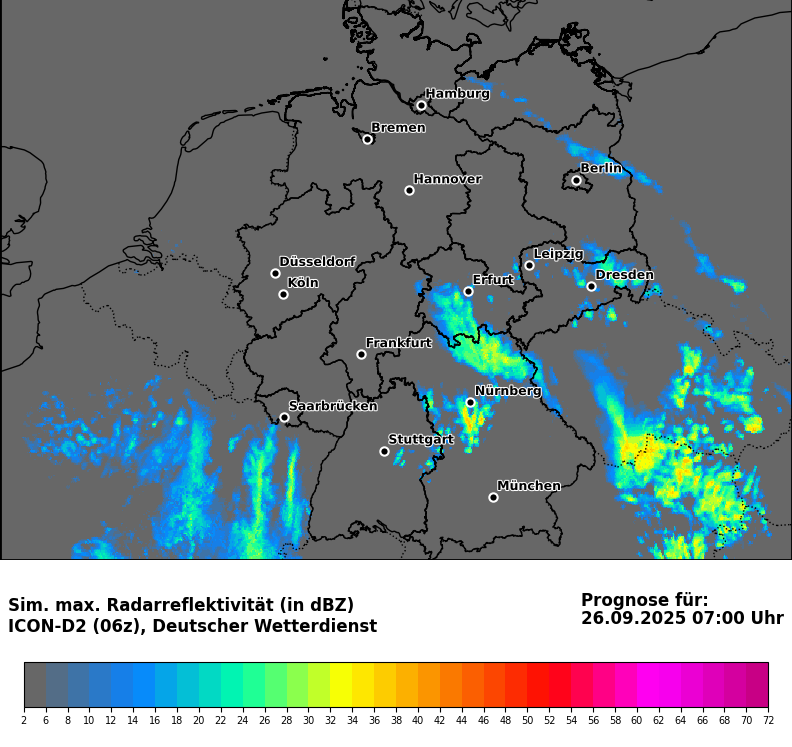 Hamburg
Bremen
Berlin
Hannover
Leipzig
Düsseldorf
Dresden
Erfurt
Köln
Frankfurt
Nürnberg
Saarbrücken
Stuttgart
München
Sim. max. Radarreflektivität (in dBZ)
ICON-D2 (06z), Deutscher Wetterdienst
Prognose für:
26.09.2025 07:00 Uhr
2 6 8 10 12 14 16 18 20 22 24 26 28 30 32 34 36 38 40 42 44 46 48 50 52 54 56 58 60 62 64 66 68 70 72